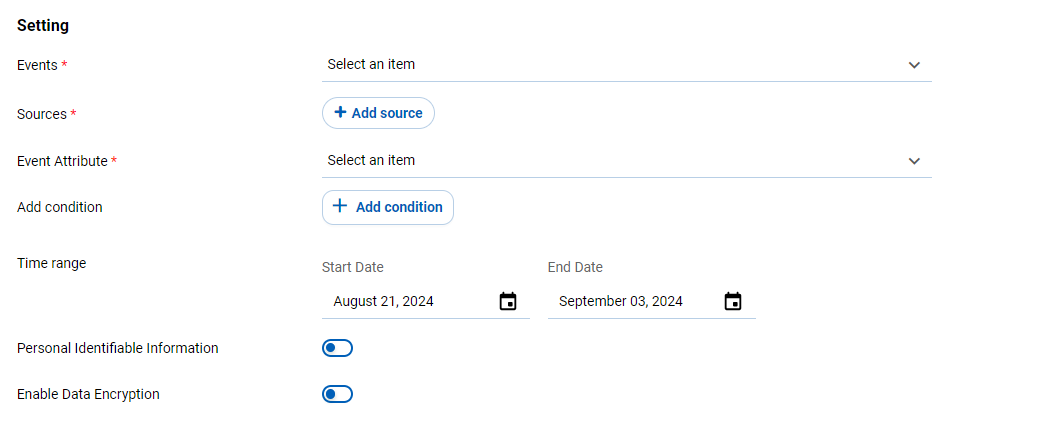 Setting
Events *
Select an item
Sources *
+ Add source
Event Attribute *
Select an item
Add condition
+ Add condition
Time range
Start Date
End Date
August 21, 2024
September 03, 2024
Personal Identifiable Information
Enable Data Encryption